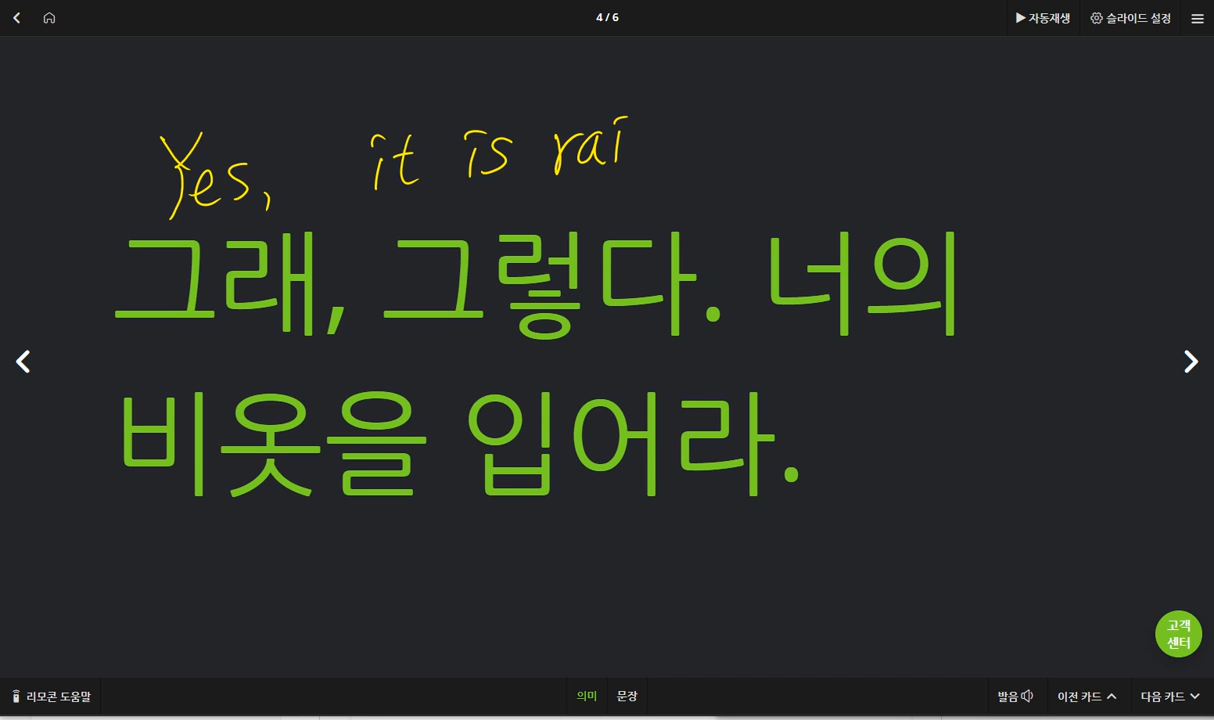 4 / 6
자동재생
슬라이드 설정
Yes, it is rai
그래, 그렇다. 너의
비옷을 입어라.
고객
센터
리모콘 도움말
의미
문장
발음
이전 카드
다음 카드